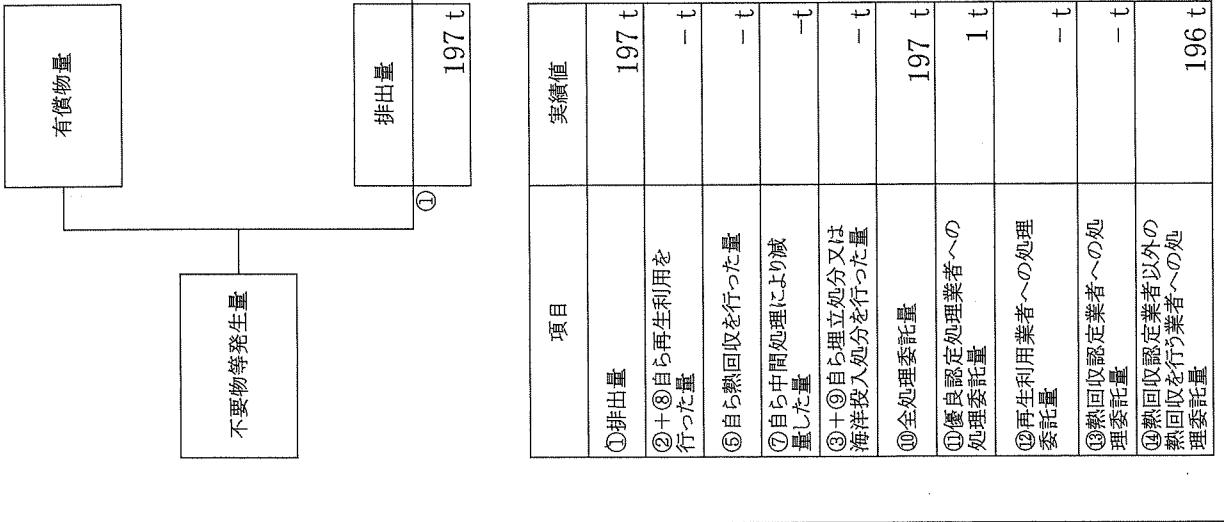 有償物量
不要物等発生量
排出量
①
197 t
項目
実績値
①排出量
197 t
②+⑧自ら再生利用を
行った量
− t
⑤自ら熱回収を行った量
− t
⑦自ら中間処理により減
量した量
−t
③+⑨自ら埋立処分又は
海洋投入処分を行った量
− t
⑩全処理委託量
197 t
⑪優良認定処理業者への
処理委託量
1 t
⑫再生利用業者への処理
委託量
− t
⑬熱回収認定業者への処
理委託量
− t
⑭熱回収認定業者以外の
熱回収を行う業者への処
理委託量
196 t